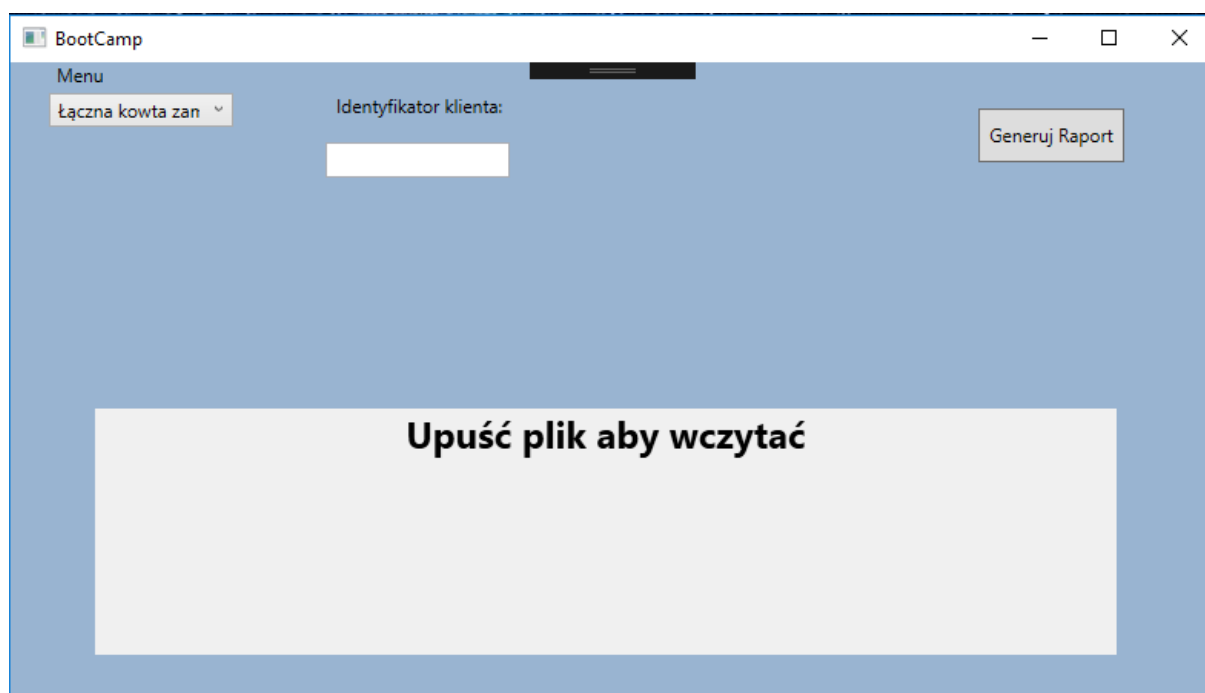 BootCamp
Menu
Łączna kowta zan
Identyfikator klienta:
Generuj Raport
Upuść plik aby wczytać